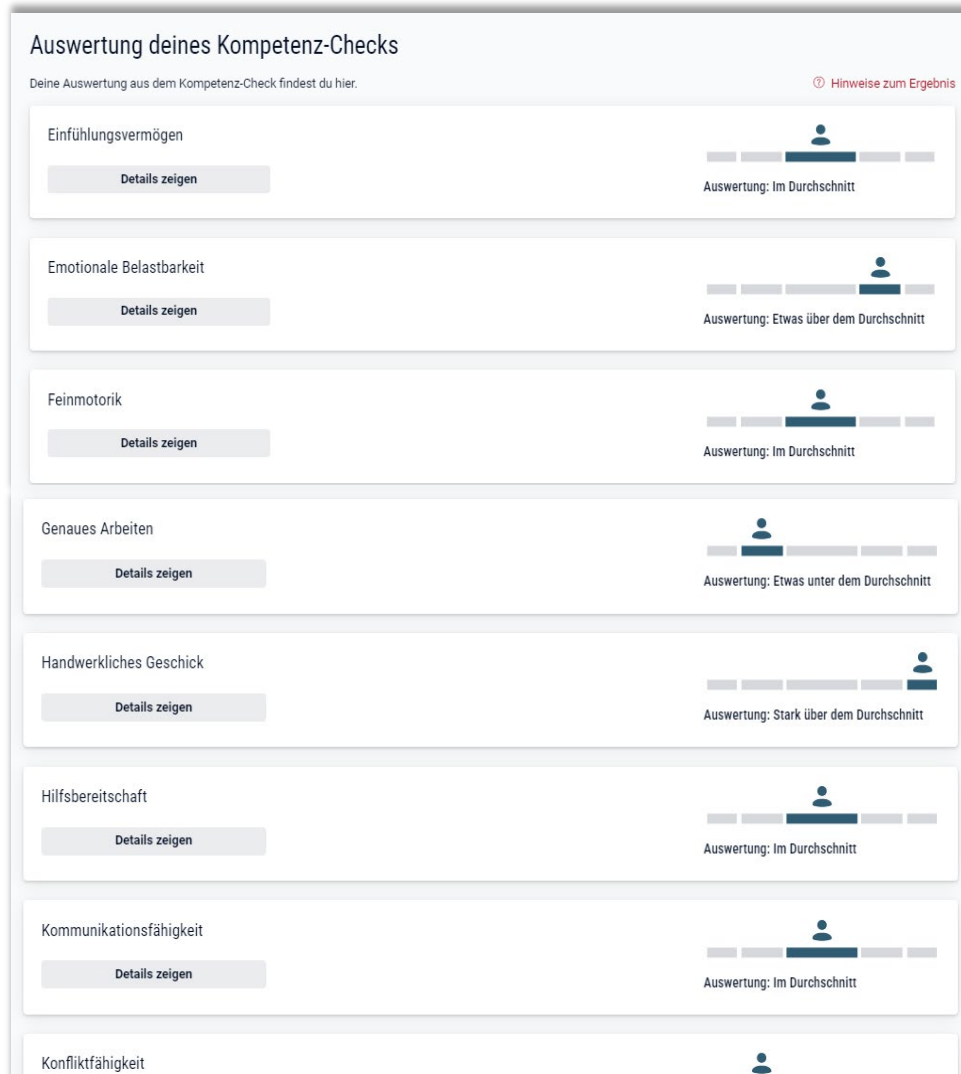 Auswertung deines Kompetenz-Checks
Deine Auswertung aus dem Kompetenz-Check findest du hier.
? Hinweise zum Ergebnis
Einfühlungsvermögen
Details zeigen
Auswertung: Im Durchschnitt
Emotionale Belastbarkeit
Details zeigen
Auswertung: Etwas über dem Durchschnitt
Feinmotorik
Details zeigen
Auswertung: Im Durchschnitt
Genaues Arbeiten
Details zeigen
Auswertung: Etwas unter dem Durchschnitt
Handwerkliches Geschick
Details zeigen
Auswertung: Stark über dem Durchschnitt
Hilfsbereitschaft
Details zeigen
Auswertung: Im Durchschnitt
Kommunikationsfähigkeit
Details zeigen
Auswertung: Im Durchschnitt
Konfliktfähigkeit